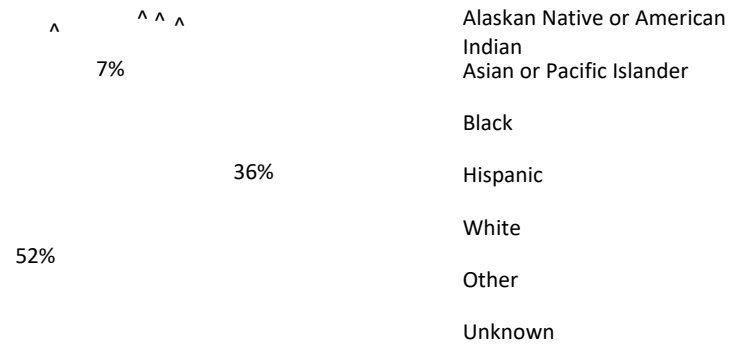 ^ ^ ^ ^
Alaskan Native or American
Indian
7%
Asian or Pacific Islander
Black
36%
Hispanic
White
52%
Other
Unknown